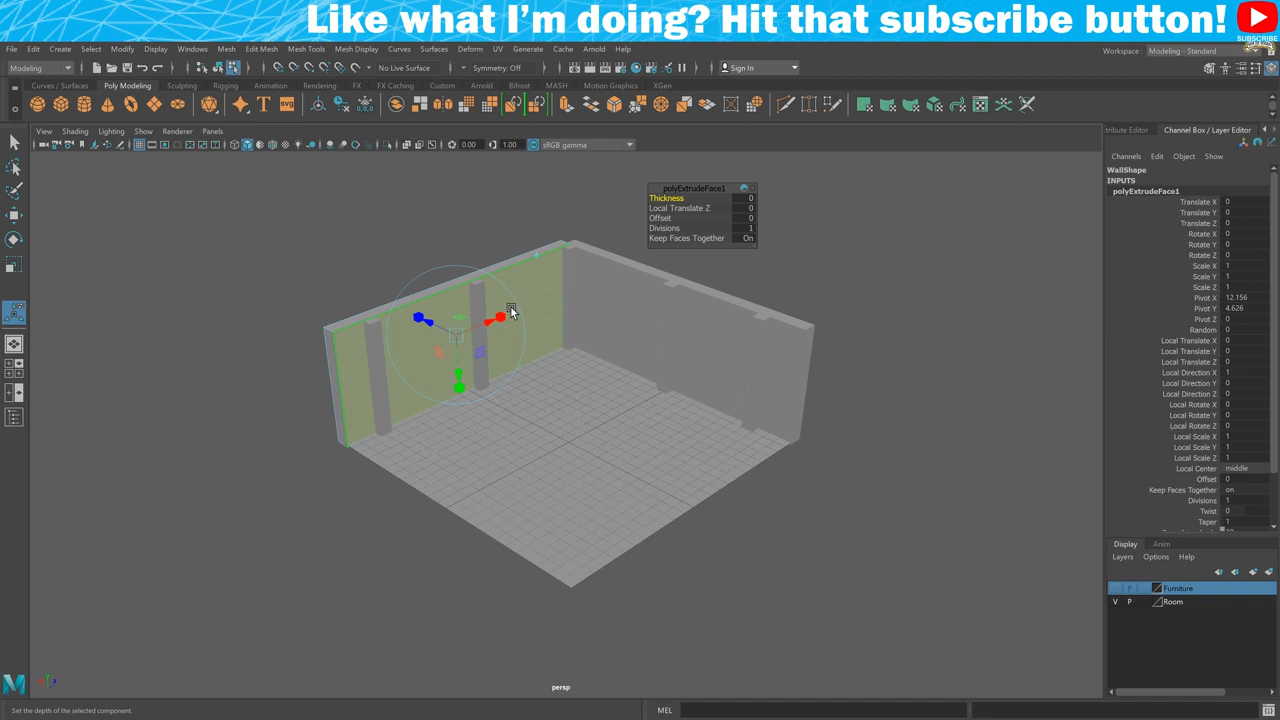 Like what I'm doing? Hit that subscribe button!
SUBSCRIBE
File Edit Create Select Modify Display Windows Mesh Edit Mesh Mesh Tools Mesh Display Curves Surfaces Deform UV Generate Cache Arnold Help
Workspace : Modeling - Standard
Modeling No Live Surface Symmetry: Off Sign In
Curves / Surfaces Poly Modeling Sculpting Rigging Animation Rendering FX FX Caching Custom Arnold Bifrost MASH Motion Graphics XGen
T svg 0,0,0
View Shading Lighting Show Renderer Panels
0.00 1.00 sRGB gamma
tribute Editor Channel Box / Layer Editor
Channels Edit Object Show
WallShape
INPUTS
polyExtrudeFace1
Translate X 0
Translate Y 0
Translate Z 0
Rotate X 0
Rotate Y 0
Rotate Z 0
Scale X 1
Scale Y 1
Scale Z 1
Pivot X 12.156
Pivot Y 4.626
Pivot Z 0
Random 0
Local Translate X 0
Local Translate Y 0
Local Translate Z 0
Local Direction X 1
Local Direction Y 0
Local Direction Z 0
Local Rotate X 0
Local Rotate Y 0
Local Rotate Z 0
Local Scale X 1
Local Scale Y 1
Local Scale Z 1
Local Center middle
Offset 0
Keep Faces Together on
Divisions 1
Twist 0
Taper 1
polyExtrudeFace1
Thickness 0
Local Translate Z 0
Offset 0
Divisions 1
Keep Faces Together On
Display Anim
Layers Options Help
P Furniture
V P Room
persp
Set the depth of the selected component.
MEL